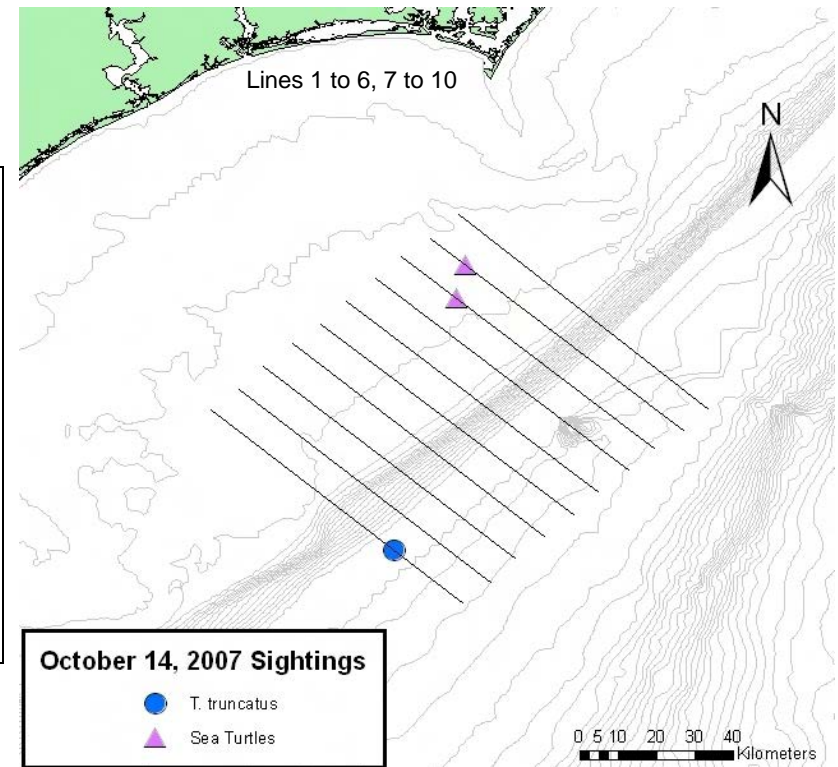 Lines 1 to 6, 7 to 10
N
October 14, 2007 Sightings
T. truncatus
Sea Turtles
0 5 10 20 30 40
Kilometers